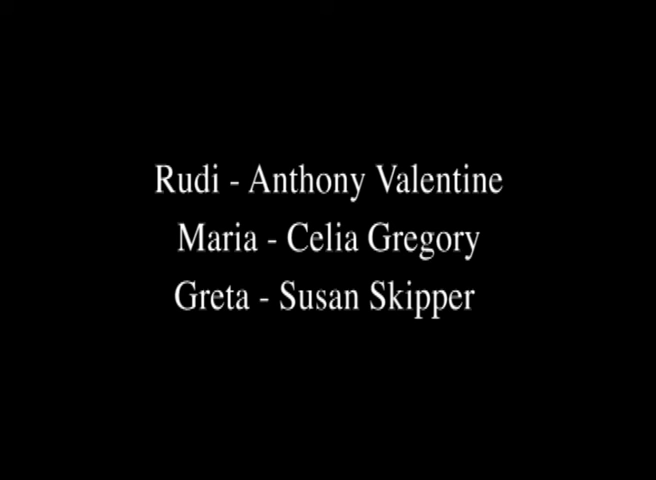 Rudi - Anthony Valentine
Maria - Celia Gregory
Greta - Susan Skipper